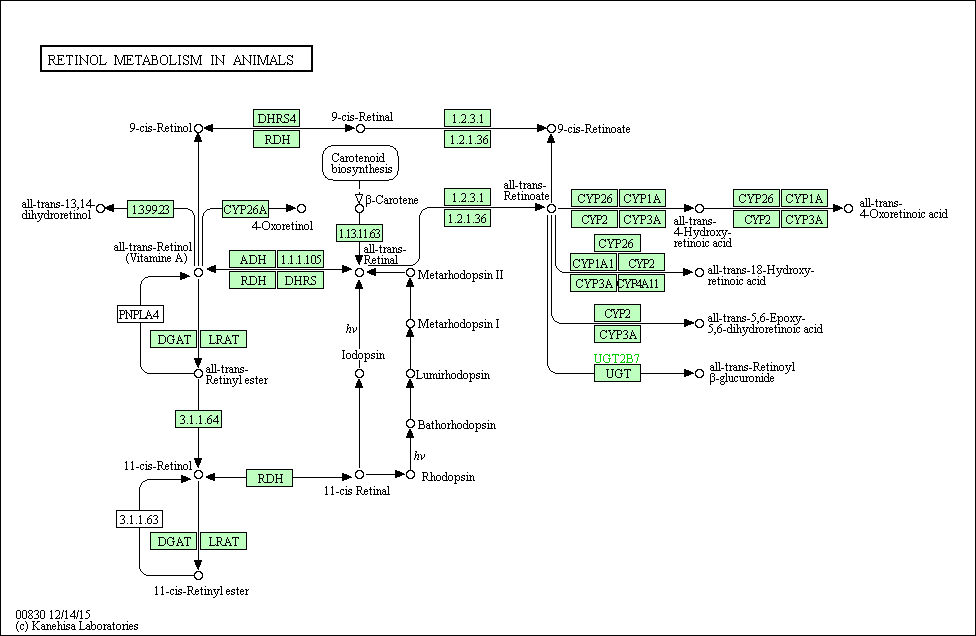 RETINOL METABOLISM IN ANIMALS
DHRS4
9-cis-Retinal
1.2.3.1
9-cis-Retinol
9-cis-Retinoate
RDH
1.2.1.36
Carotenoid
biosynthesis
all-trans-
Retinoate
1.2.3.1
CYP26
CYP1A
CYP26
CYP1A
β-Carotene
all-trans-13,14-
dihydroretinol
1.3.99.23
CYP26A
4-Oxoretinol
1.2.1.36
CYP2
CYP3A
all-trans-
4-Hydroxy-
retinoic acid
CYP2
CYP3A
all-trans-
4-Oxoretinoic acid
1.13.11.63
all-trans-Retinol
(Vitamine A)
all-trans-
Retinal
CYP26
ADH
1.1.1.105
CYP1A1
CYP2
RDH
DHRS
Metarhodopsin II
CYP3A
CYP4A11
all-trans-18-Hydroxy-
retinoic acid
PNPLA4
hν
Metarhodopsin I
CYP2
CYP3A
all-trans-5,6-Epoxy-
5,6-dihydroretinoic acid
DGAT
LRAT
Iodopsin
UGT2B7
UGT
all-trans-Retinoyl
β-glucuronide
all-trans-
Retinyl ester
Lumirhodopsin
3.1.1.64
Bathorhodopsin
hν
11-cis-Retinol
RDH
11-cis Retinal
Rhodopsin
3.1.1.63
DGAT
LRAT
11-cis-Retinyl ester
00830 12/14/15
(c) Kanehisa Laboratories